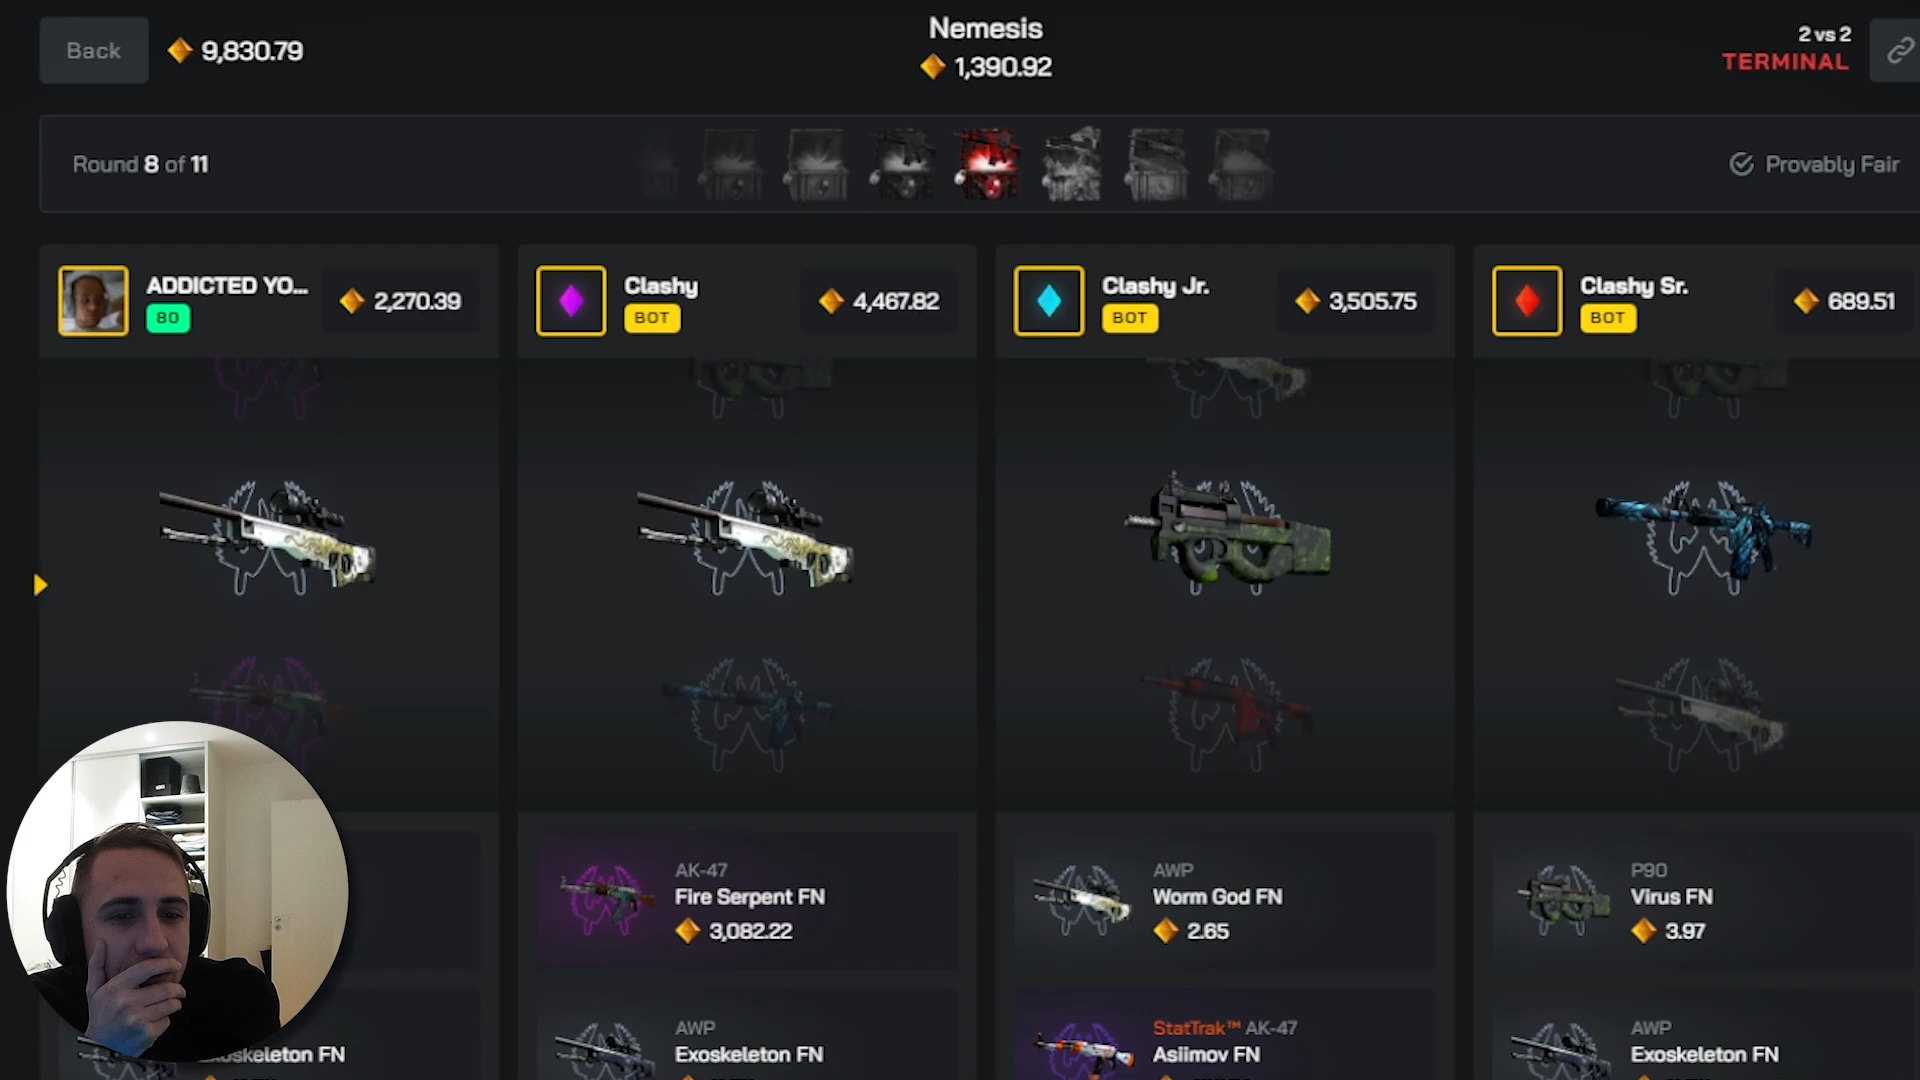 Back
9,830.79
Nemesis
1,390.92
2 vs 2
TERMINAL
Round 8 of 11
Provably Fair
ADDICTED YO...
80
2,270.39
Clashy
BOT
4,467.82
Clashy Jr.
BOT
3,505.75
Clashy Sr.
BOT
689.51
AK-47
Fire Serpent FN
3,082.22
AWP
Worm God FN
2.65
P90
Virus FN
3.97
Exoskeleton FN
AWP
Exoskeleton FN
StatTrak™ AK-47
Asiimov FN
AWP
Exoskeleton FN